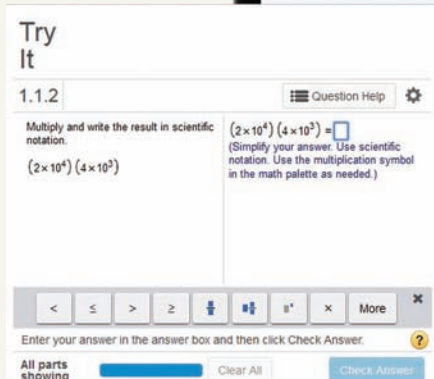 Try
It
1.1.2
Question Help
Multiply and write the result in scientific
notation.
(2×10⁴)(4×10³)
(2×10⁴)(4×10³) =
(Simplify your answer. Use scientific
notation. Use the multiplication symbol
in the math palette as needed.)
< ≤ > ≥ × More ×
Enter your answer in the answer box and then click Check Answer. ?
All parts
showing
Clear All
Check Answer